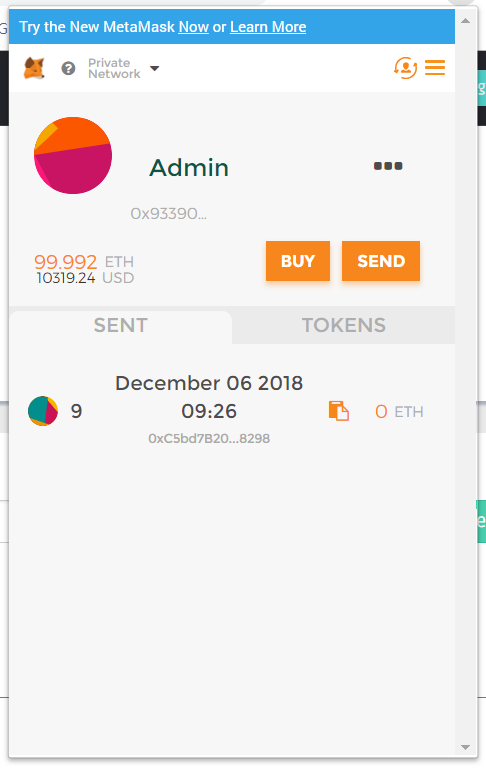 Try the New MetaMask Now or Learn More
Private
Network
Admin
0x93390...
99.992 ETH
10319.24 USD
BUY
SEND
SENT
TOKENS
December 06 2018
9
09:26
0 ETH
0xC5bd7B20...8298